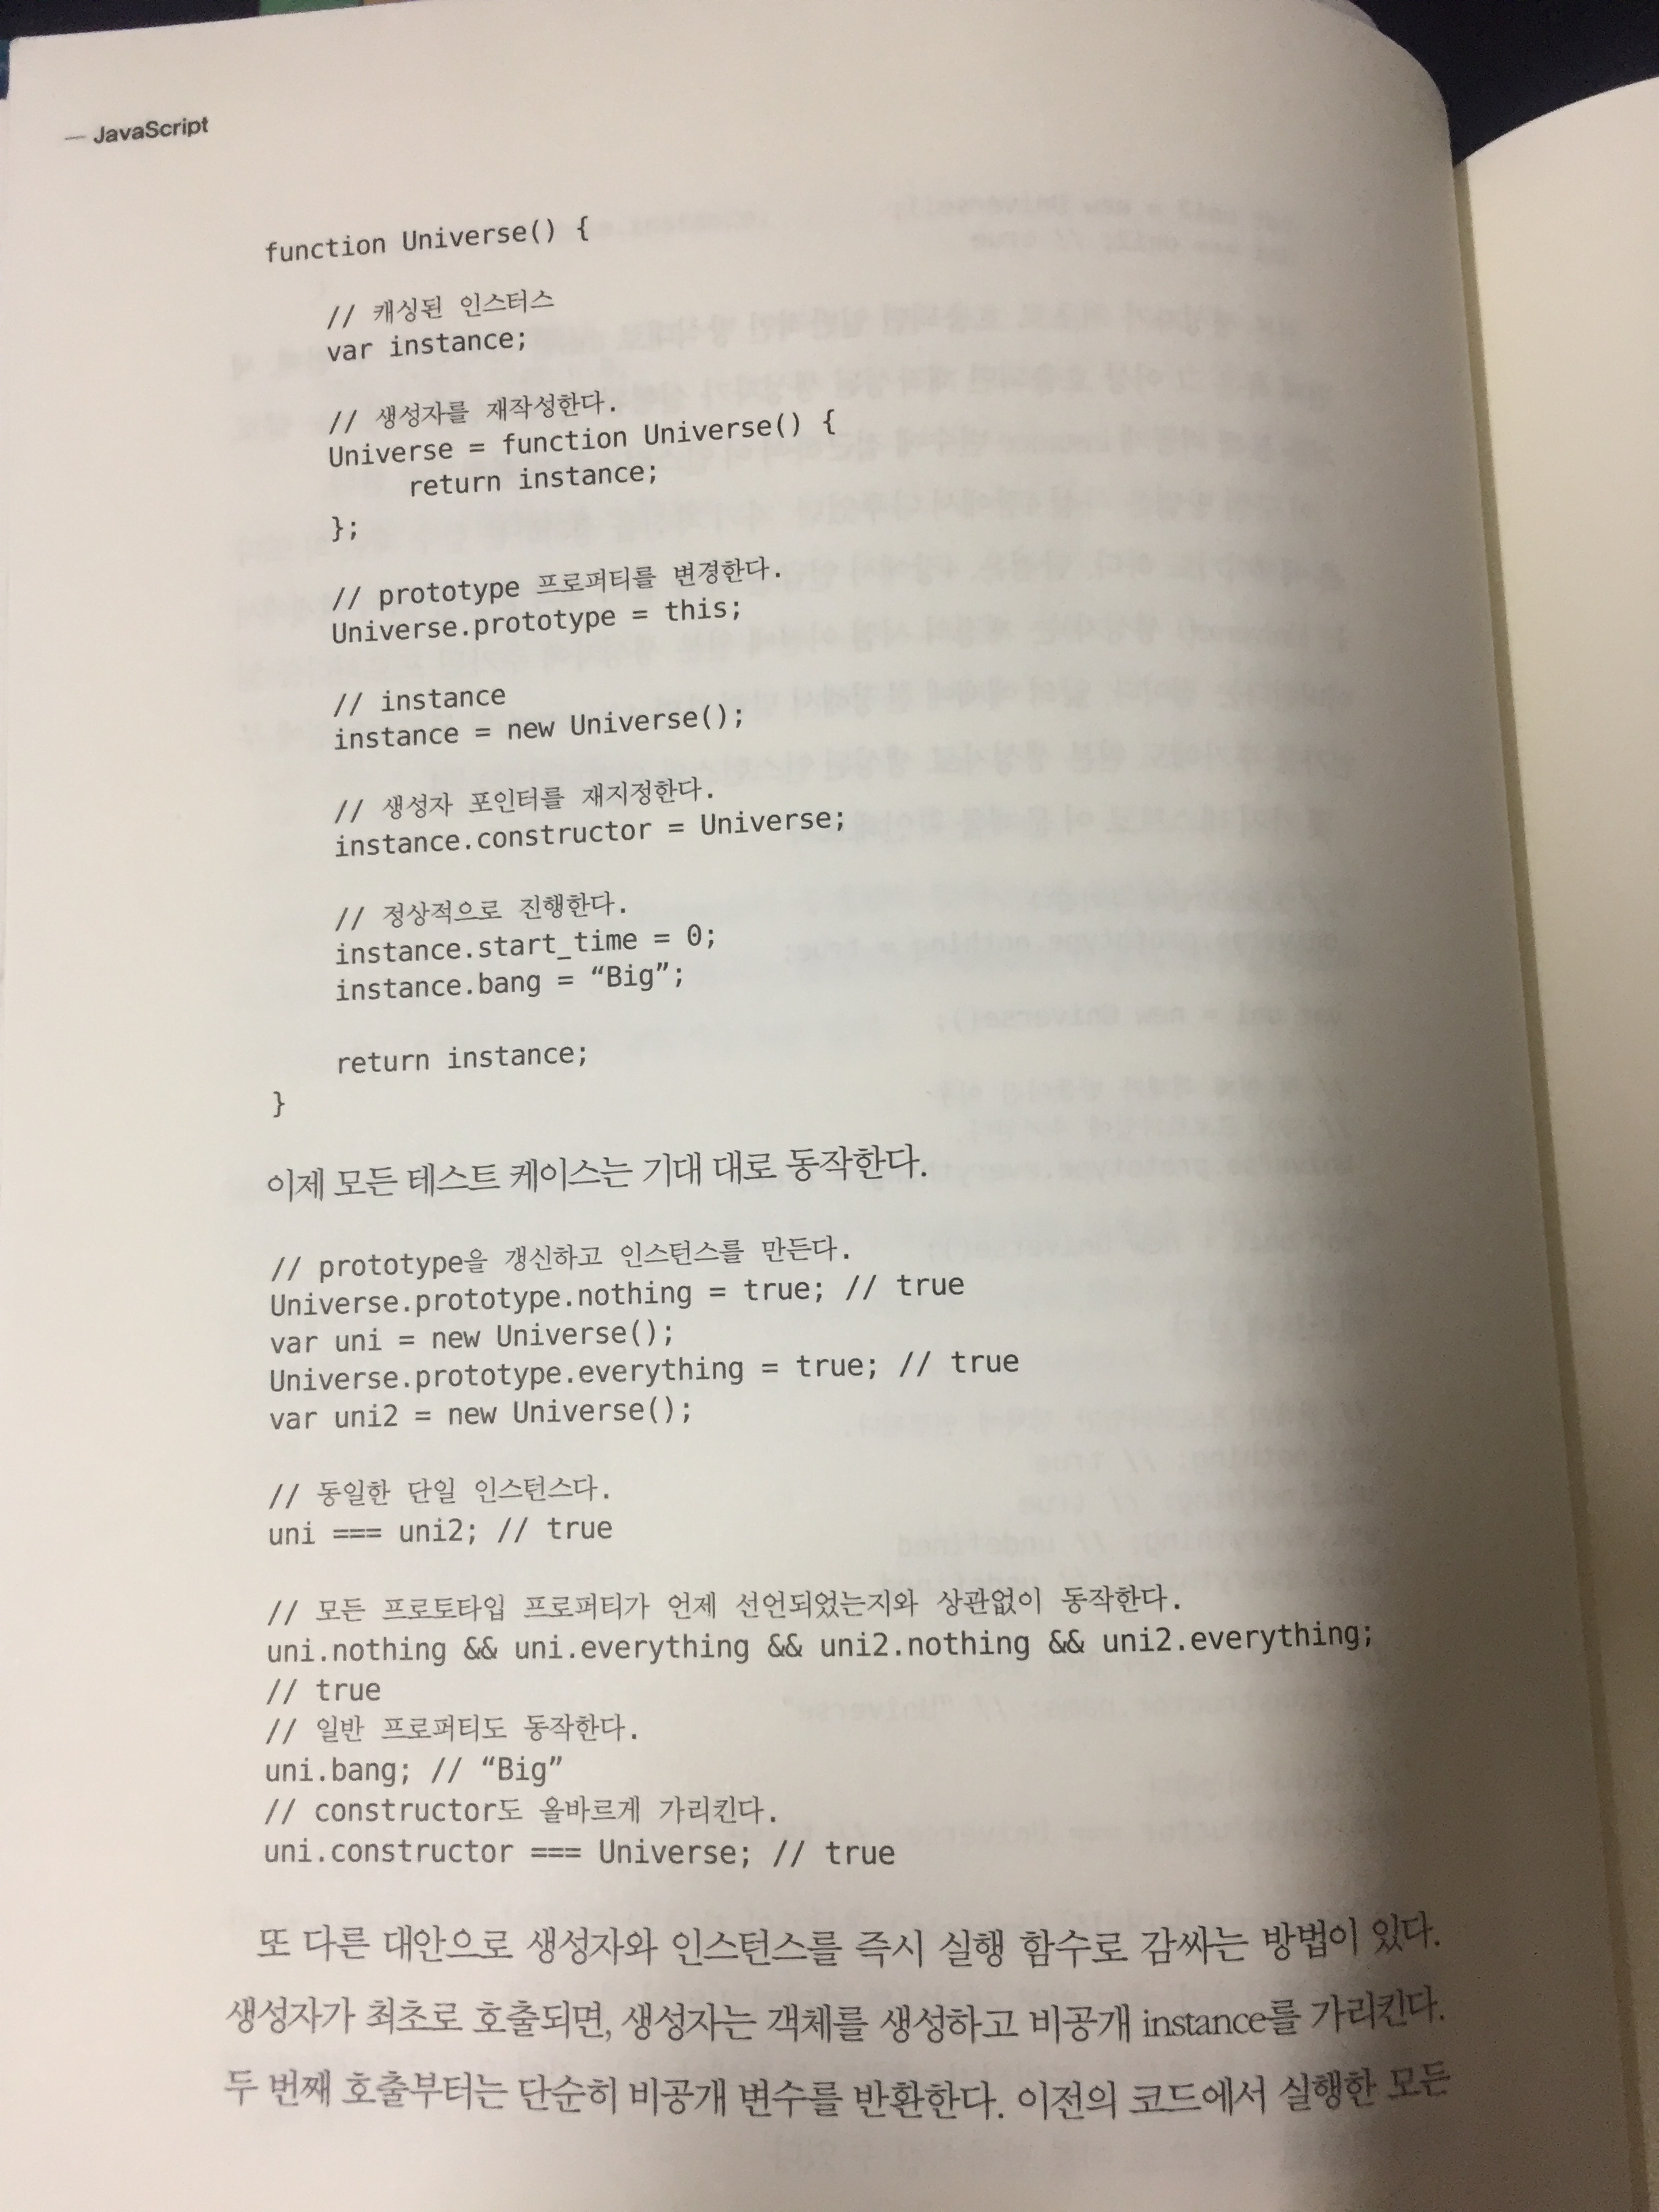 — JavaScript
function Universe() {
// 캐싱된 인스터스
var instance;
// 생성자를 재작성한다.
Universe = function Universe() {
return instance;
};
// prototype 프로퍼티를 변경한다.
Universe.prototype = this;
// instance
instance = new Universe();
// 생성자 포인터를 재지정한다.
instance.constructor = Universe;
// 정상적으로 진행한다.
instance.start_time = 0;
instance.bang = “Big”;
return instance;
}
이제 모든 테스트 케이스는 기대 대로 동작한다.
// prototype을 갱신하고 인스턴스를 만든다.
Universe.prototype.nothing = true; // true
var uni = new Universe();
Universe.prototype.everything = true; // true
var uni2 = new Universe();
// 동일한 단일 인스턴스다.
uni === uni2; // true
// 모든 프로토타입 프로퍼티가 언제 선언되었는지와 상관없이 동작한다.
uni.nothing && uni.everything && uni2.nothing && uni2.everything;
// true
// 일반 프로퍼티도 동작한다.
uni.bang; // “Big”
// constructor도 올바르게 가리킨다.
uni.constructor === Universe; // true
또 다른 대안으로 생성자와 인스턴스를 즉시 실행 함수로 감싸는 방법이 있다.
생성자가 최초로 호출되면, 생성자는 객체를 생성하고 비공개 instance를 가리킨다.
두 번째 호출부터는 단순히 비공개 변수를 반환한다. 이전의 코드에서 실행한 모든